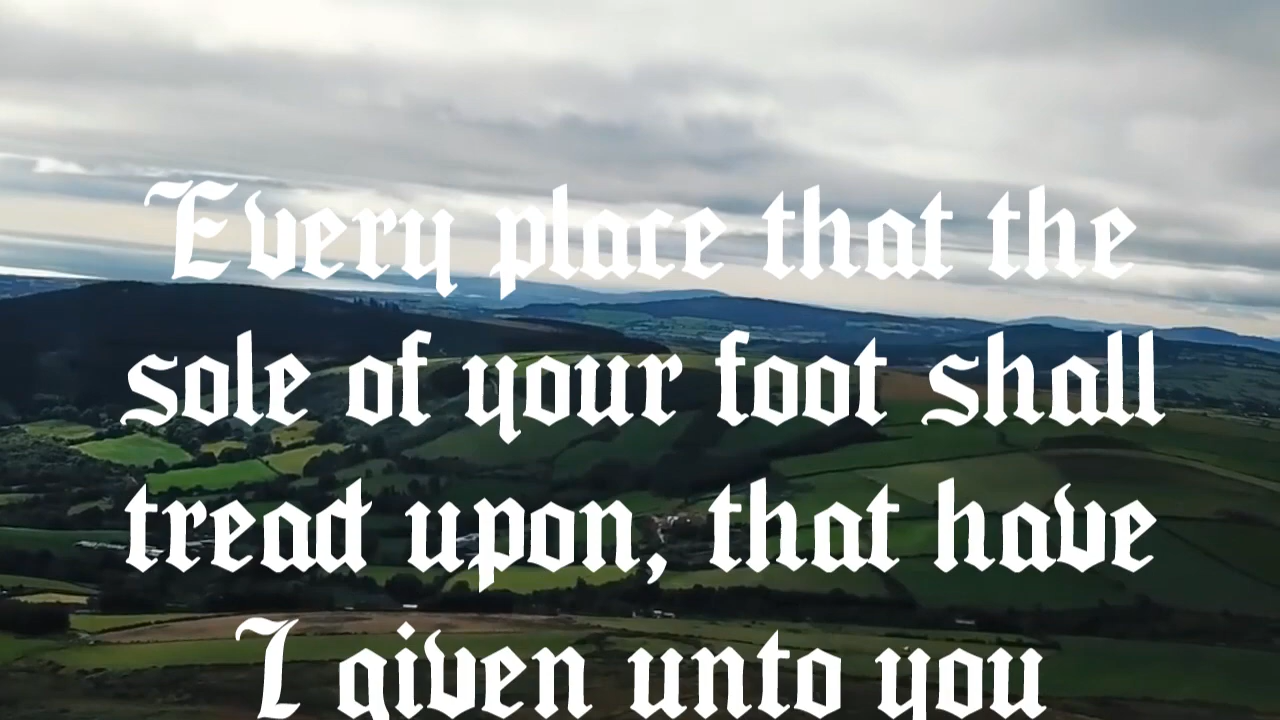 Every place that the
sole of your foot shall
tread upon, that have
I given unto you